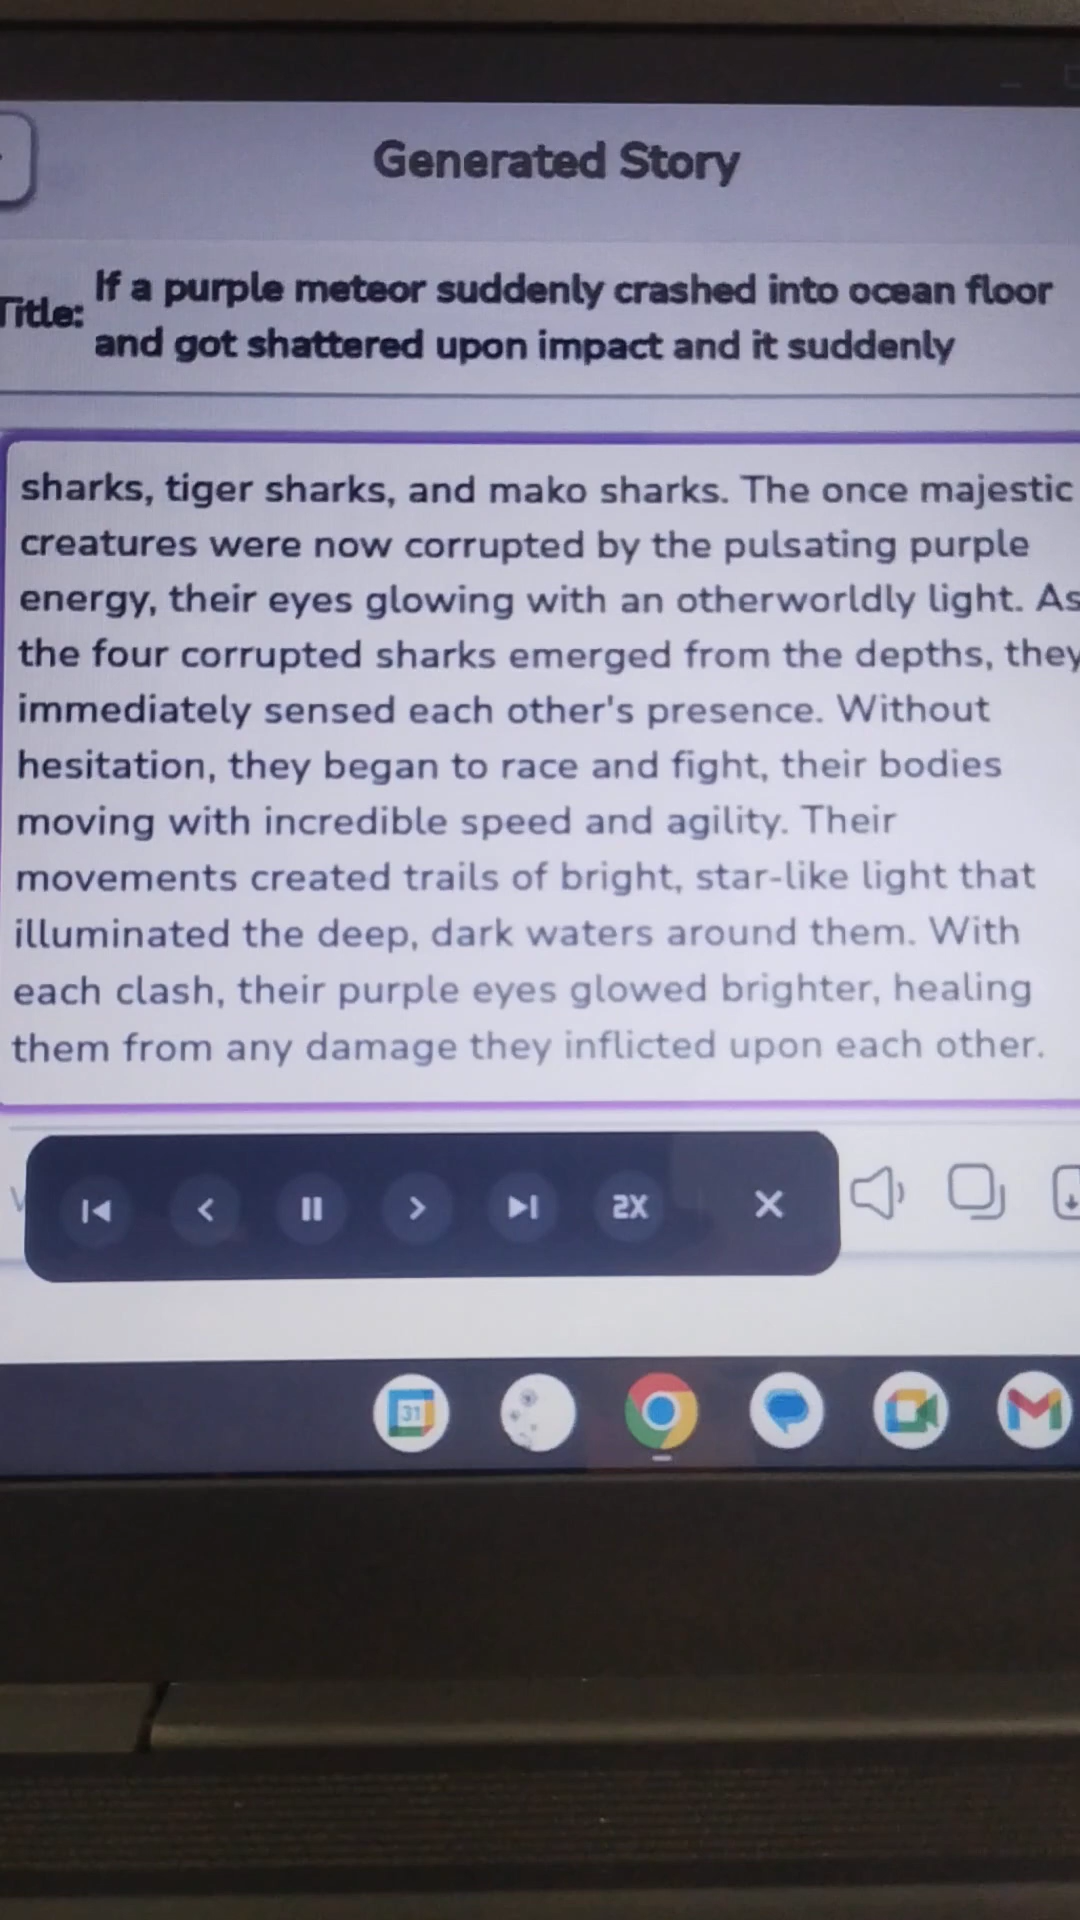 Generated Story
Title:
If a purple meteor suddenly crashed into ocean floor
and got shattered upon impact and it suddenly
sharks, tiger sharks, and mako sharks. The once majestic
creatures were now corrupted by the pulsating purple
energy, their eyes glowing with an otherworldly light. As
the four corrupted sharks emerged from the depths, they
immediately sensed each other's presence. Without
hesitation, they began to race and fight, their bodies
moving with incredible speed and agility. Their
movements created trails of bright, star-like light that
illuminated the deep, dark waters around them. With
each clash, their purple eyes glowed brighter, healing
them from any damage they inflicted upon each other.
2X
31